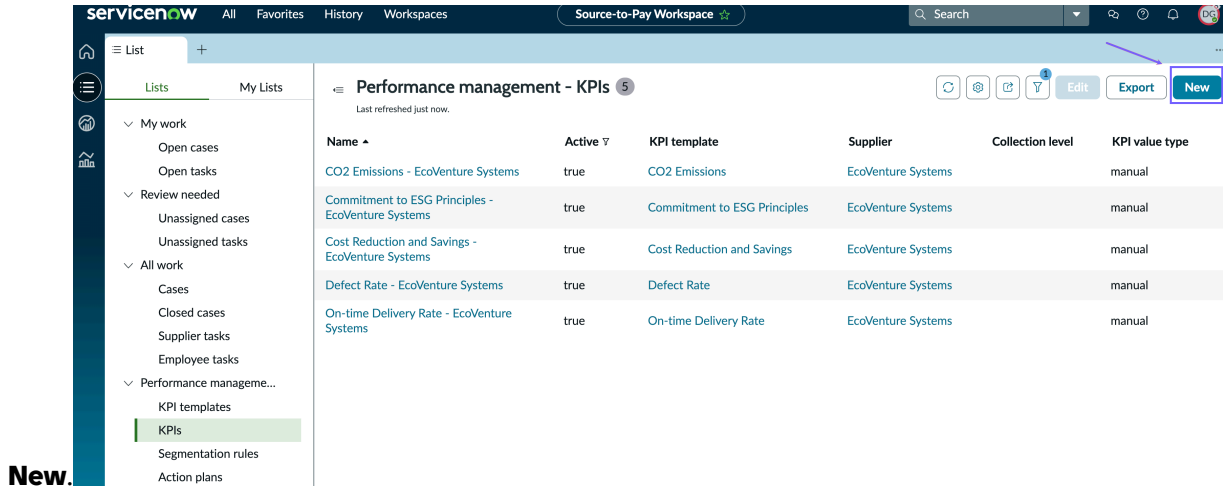 servicenow All Favorites History Workspaces Source-to-Pay Workspace Search DG
List
Lists My Lists
My work
Open cases
Open tasks
Review needed
Unassigned cases
Unassigned tasks
All work
Cases
Closed cases
Supplier tasks
Employee tasks
Performance manageme...
KPI templates
KPIs
Segmentation rules
Action plans
Performance management - KPIs 5
Last refreshed just now.
1
Edit Export New
Name Active KPI template Supplier Collection level KPI value type
CO2 Emissions - EcoVenture Systems true CO2 Emissions EcoVenture Systems manual
Commitment to ESG Principles -
EcoVenture Systems true Commitment to ESG Principles EcoVenture Systems manual
Cost Reduction and Savings -
EcoVenture Systems true Cost Reduction and Savings EcoVenture Systems manual
Defect Rate - EcoVenture Systems true Defect Rate EcoVenture Systems manual
On-time Delivery Rate - EcoVenture
Systems true On-time Delivery Rate EcoVenture Systems manual
New.